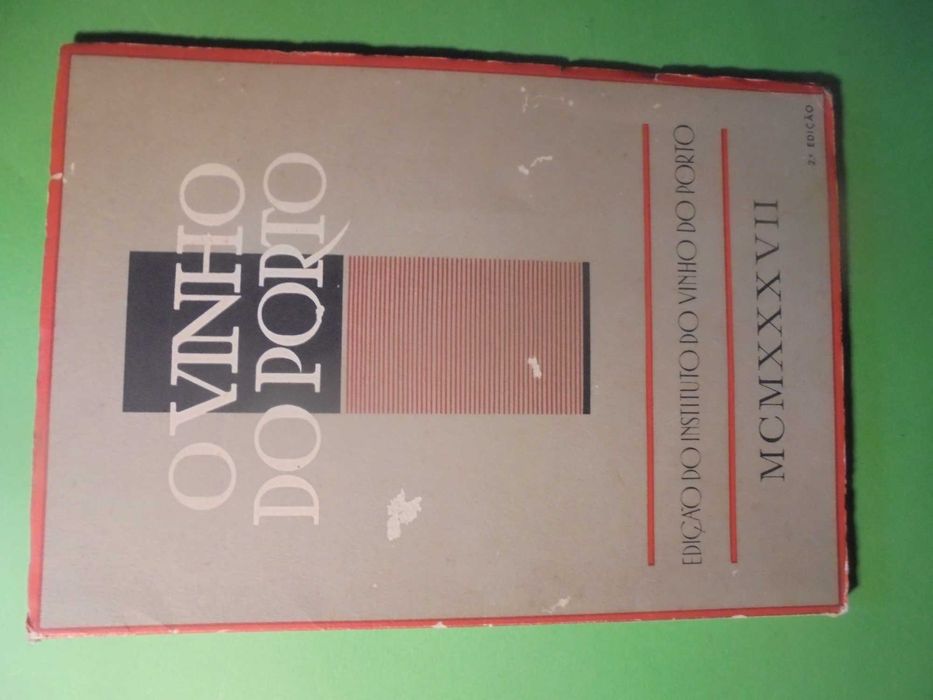 O VINHO
DO PORTO
EDIÇÃO DO INSTITUTO DO VINHO DO PORTO
MCMXXXVII
2.ª EDIÇÃO